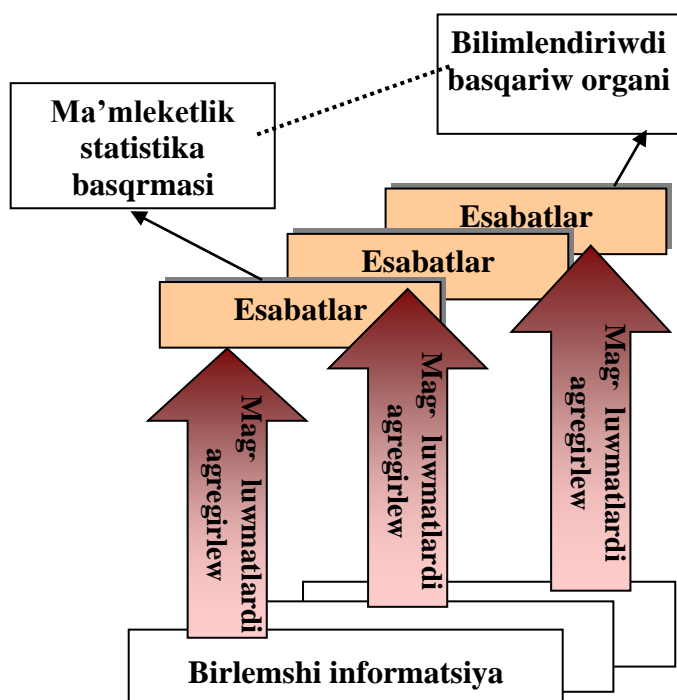 Bilimlendiriwdi
basqariw organi
Ma’mleketlik
statistika
basqrmasi
Esabatlar
Esabatlar
Esabatlar
Mag‘ luwmatlardi
agregirlew
Mag‘ luwmatlardi
agregirlew
Mag‘ luwmatlardi
agregirlew
Birlemshi informatsiya